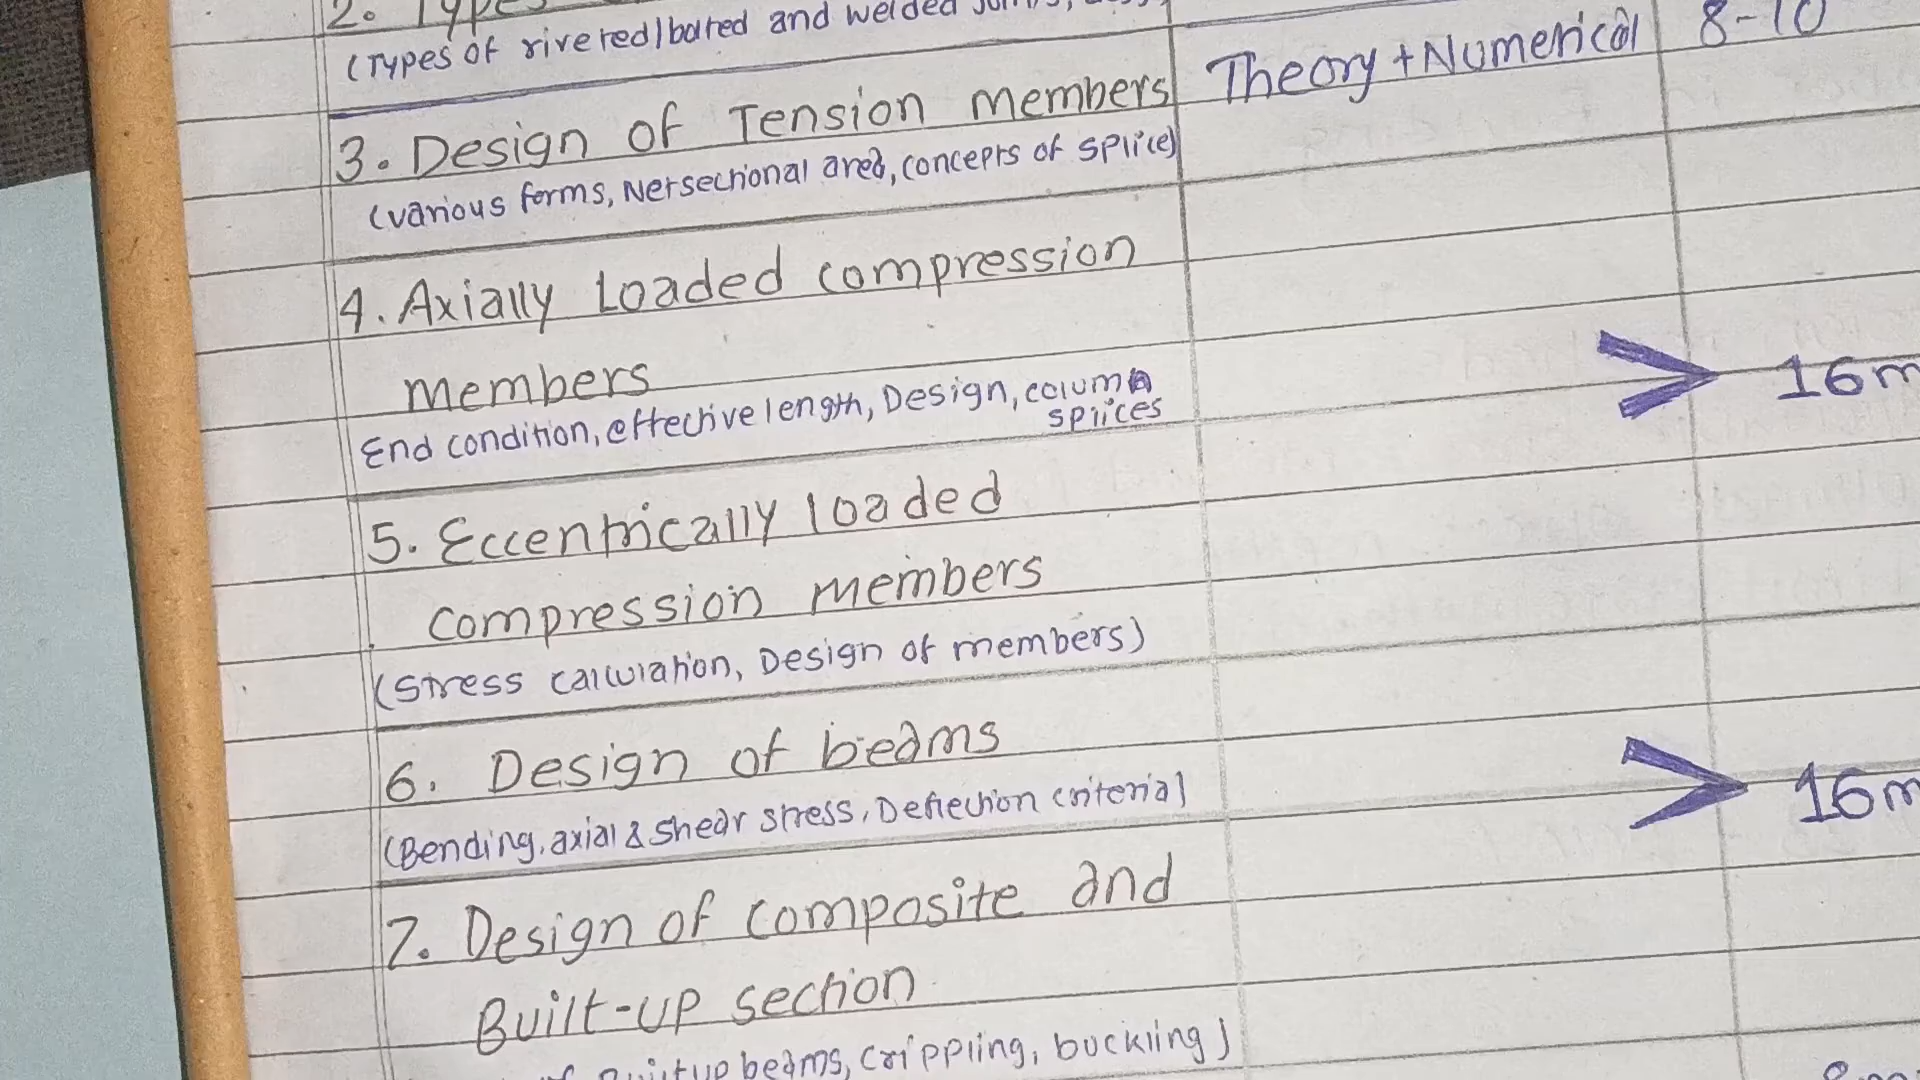 2. Types
(Types of riveted/bolted and welded
3. Design of Tension members Theory + Numerical 8-10
(various forms, Netsectional area, concepts of splice)
4. Axially Loaded compression
members
16m
End condition, effective length, Design, column
splices
5. Eccentrically loaded
compression members
(stress calculation, Design of members)
6. Design of beams
16m
(Bending, axial & shear stress, Deflection criteria)
7. Design of composite and
Built-up section
beams, crippling, buckling)